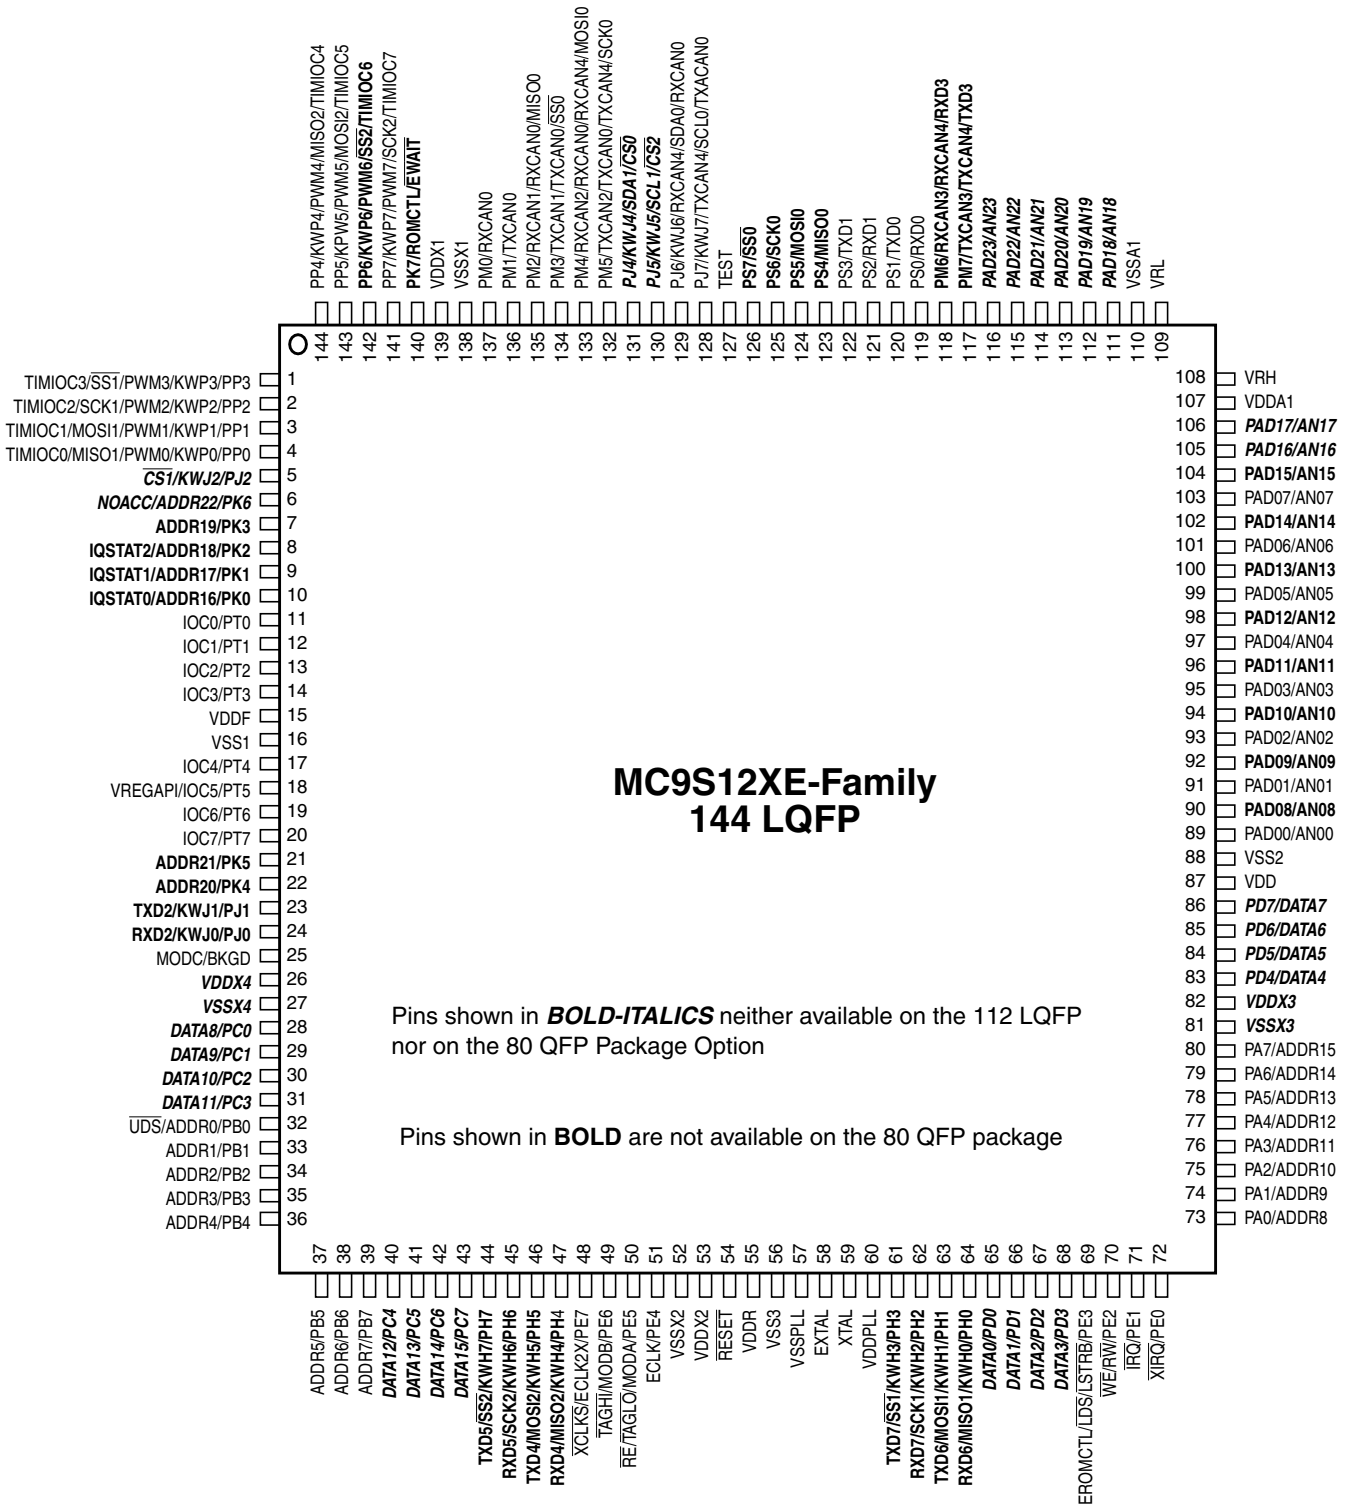 PP4/KWP4/PWM4/MISO2/TIMIOC4
PP5/KPW5/PWM5/MOSI2/TIMIOC5
PP6/KWP6/PWM6/SS2/TIMIOC6
PP7/KWP7/PWM7/SCK2/TIMIOC7
PK7/ROMCTL/EWAIT
VDDX1
VSSX1
PM0/RXCAN0
PM1/TXCAN0
PM2/RXCAN1/RXCAN0/MISO0
PM3/TXCAN1/TXCAN0/SS0
PM4/RXCAN2/RXCAN0/RXCAN4/MOSI0
PM5/TXCAN2/TXCAN0/TXCAN4/SCK0
PJ4/KWJ4/SDA1/CS0
PJ5/KWJ5/SCL1/CS2
PJ6/KWJ6/RXCAN4/SDA0/RXCAN0
PJ7/KWJ7/TXCAN4/SCL0/TXACAN0
TEST
PS7/SS0
PS6/SCK0
PS5/MOSI0
PS4/MISO0
PS3/TXD1
PS2/RXD1
PS1/TXD0
PS0/RXD0
PM6/RXCAN3/RXCAN4/RXD3
PM7/TXCAN3/TXCAN4/TXD3
PAD23/AN23
PAD22/AN22
PAD21/AN21
PAD20/AN20
PAD19/AN19
PAD18/AN18
VSSA1
VRL
144
143
142
141
140
139
138
137
136
135
134
133
132
131
130
129
128
127
126
125
124
123
122
121
120
119
118
117
116
115
114
113
112
111
110
109
TIMIOC3/SS1/PWM3/KWP3/PP3 1
TIMIOC2/SCK1/PWM2/KWP2/PP2 2
TIMIOC1/MOSI1/PWM1/KWP1/PP1 3
TIMIOC0/MISO1/PWM0/KWP0/PP0 4
CS1/KWJ2/PJ2 5
NOACC/ADDR22/PK6 6
ADDR19/PK3 7
IQSTAT2/ADDR18/PK2 8
IQSTAT1/ADDR17/PK1 9
IQSTAT0/ADDR16/PK0 10
IOC0/PT0 11
IOC1/PT1 12
IOC2/PT2 13
IOC3/PT3 14
VDDF 15
VSS1 16
IOC4/PT4 17
VREGAPI/IOC5/PT5 18
IOC6/PT6 19
IOC7/PT7 20
ADDR21/PK5 21
ADDR20/PK4 22
TXD2/KWJ1/PJ1 23
RXD2/KWJ0/PJ0 24
MODC/BKGD 25
VDDX4 26
VSSX4 27
DATA8/PC0 28
DATA9/PC1 29
DATA10/PC2 30
DATA11/PC3 31
UDS/ADDR0/PB0 32
ADDR1/PB1 33
ADDR2/PB2 34
ADDR3/PB3 35
ADDR4/PB4 36
MC9S12XE-Family
144 LQFP
Pins shown in BOLD-ITALICS neither available on the 112 LQFP
nor on the 80 QFP Package Option
Pins shown in BOLD are not available on the 80 QFP package
108 VRH
107 VDDA1
106 PAD17/AN17
105 PAD16/AN16
104 PAD15/AN15
103 PAD07/AN07
102 PAD14/AN14
101 PAD06/AN06
100 PAD13/AN13
99 PAD05/AN05
98 PAD12/AN12
97 PAD04/AN04
96 PAD11/AN11
95 PAD03/AN03
94 PAD10/AN10
93 PAD02/AN02
92 PAD09/AN09
91 PAD01/AN01
90 PAD08/AN08
89 PAD00/AN00
88 VSS2
87 VDD
86 PD7/DATA7
85 PD6/DATA6
84 PD5/DATA5
83 PD4/DATA4
82 VDDX3
81 VSSX3
80 PA7/ADDR15
79 PA6/ADDR14
78 PA5/ADDR13
77 PA4/ADDR12
76 PA3/ADDR11
75 PA2/ADDR10
74 PA1/ADDR9
73 PA0/ADDR8
37
38
39
40
41
42
43
44
45
46
47
48
49
50
51
52
53
54
55
56
57
58
59
60
61
62
63
64
65
66
67
68
69
70
71
72
ADDR5/PB5
ADDR6/PB6
ADDR7/PB7
DATA12/PC4
DATA13/PC5
DATA14/PC6
DATA15/PC7
TXD5/SS2/KWH7/PH7
RXD5/SCK2/KWH6/PH6
TXD4/MOSI2/KWH5/PH5
RXD4/MISO2/KWH4/PH4
XCLKS/ECLK2X/PE7
TAGHI/MODB/PE6
RE/TAGLO/MODA/PE5
ECLK/PE4
VSSX2
VDDX2
RESET
VDDR
VSS3
VSSPLL
EXTAL
XTAL
VDDPLL
TXD7/SS1/KWH3/PH3
RXD7/SCK1/KWH2/PH2
TXD6/MOSI1/KWH1/PH1
RXD6/MISO1/KWH0/PH0
DATA0/PD0
DATA1/PD1
DATA2/PD2
DATA3/PD3
EROMCTL/LDS/LSTRB/PE3
WE/RW/PE2
IRQ/PE1
XIRQ/PE0